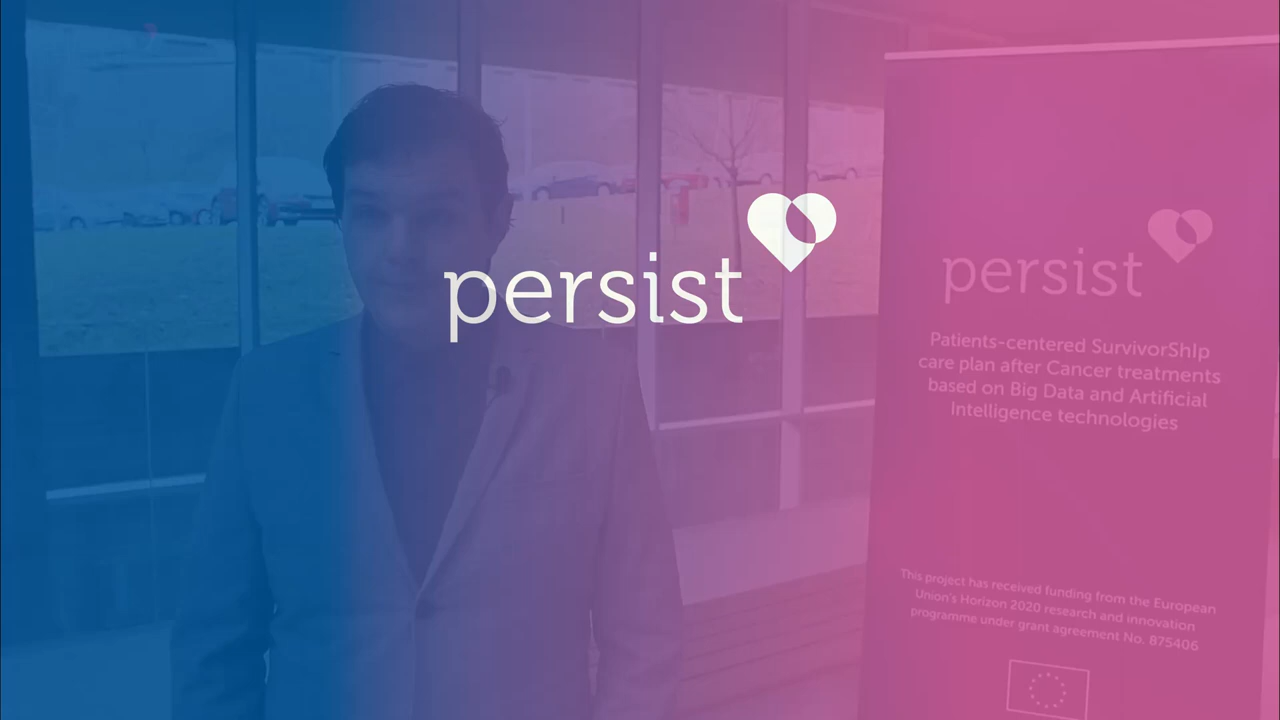 persist
persist
Patients-centered SurvivorShIp
care plan after Cancer treatments
based on Big Data and Artificial
Intelligence technologies
This project has received funding from the European
Union's Horizon 2020 research and innovation
programme under grant agreement No. 875406